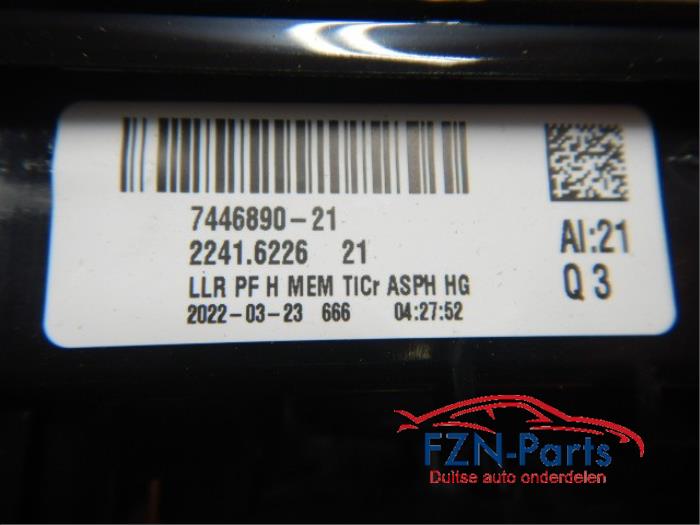 7446890-21
2241.6226 21
LLR PF H MEM TICr ASPH HG
2022-03-23 666 04:27:52
AI:21
Q 3
FZN-Parts
Duitse auto onderdelen